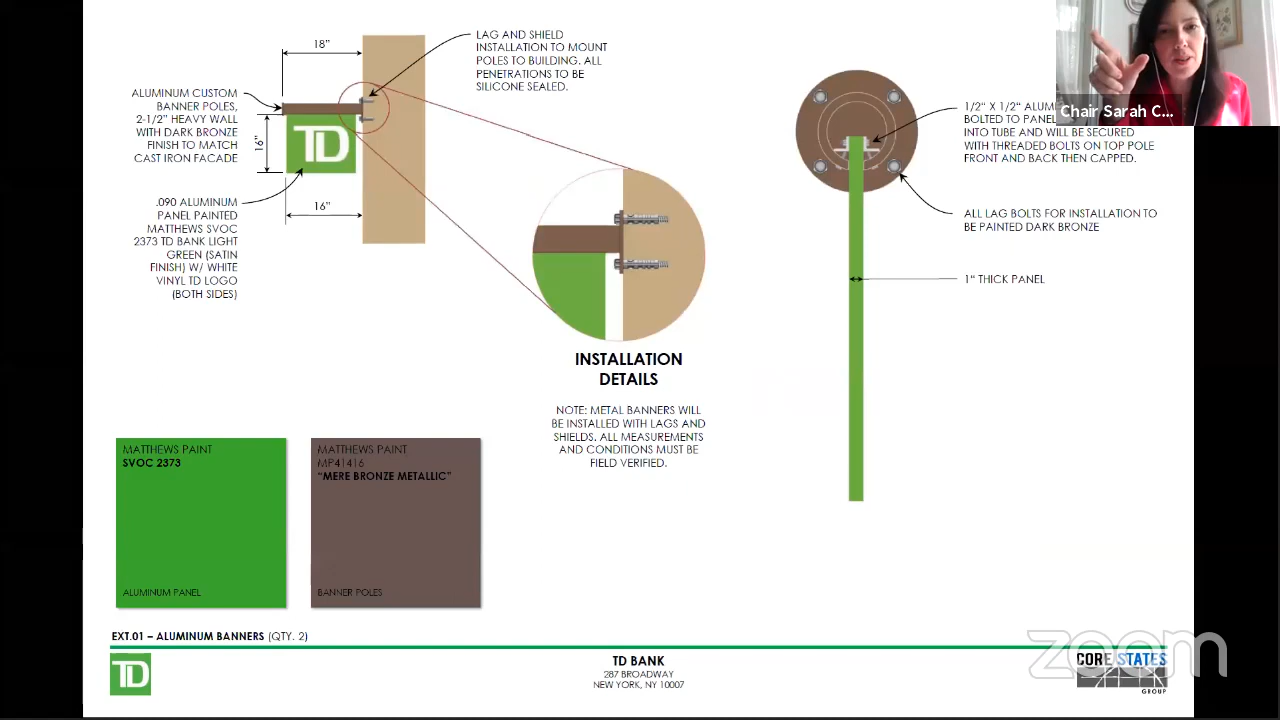 18"
LAG AND SHIELD
INSTALLATION TO MOUNT
POLES TO BUILDING. ALL
PENETRATIONS TO BE
SILICONE SEALED.
ALUMINUM CUSTOM
BANNER POLES,
2-1/2" HEAVY WALL
WITH DARK BRONZE
FINISH TO MATCH
CAST IRON FACADE
16"
TD
16"
.090 ALUMINUM
PANEL PAINTED
MATTHEWS SVOC
2373 TD BANK LIGHT
GREEN (SATIN
FINISH) W/ WHITE
VINYL TD LOGO
(BOTH SIDES)
Chair Sarah C...
1/2" X 1/2" ALUM
BOLTED TO PANEL
INTO TUBE AND WILL BE SECURED
WITH THREADED BOLTS ON TOP POLE
FRONT AND BACK THEN CAPPED.
ALL LAG BOLTS FOR INSTALLATION TO
BE PAINTED DARK BRONZE
1" THICK PANEL
INSTALLATION
DETAILS
NOTE: METAL BANNERS WILL
BE INSTALLED WITH LAGS AND
SHIELDS. ALL MEASUREMENTS
AND CONDITIONS MUST BE
FIELD VERIFIED.
MATTHEWS PAINT
SVOC 2373
ALUMINUM PANEL
MATTHEWS PAINT
MP41416
"MERE BRONZE METALLIC"
BANNER POLES
EXT.01 – ALUMINUM BANNERS (QTY. 2)
TD
TD BANK
287 BROADWAY
NEW YORK, NY 10007
zoom
CORE STATES
GROUP